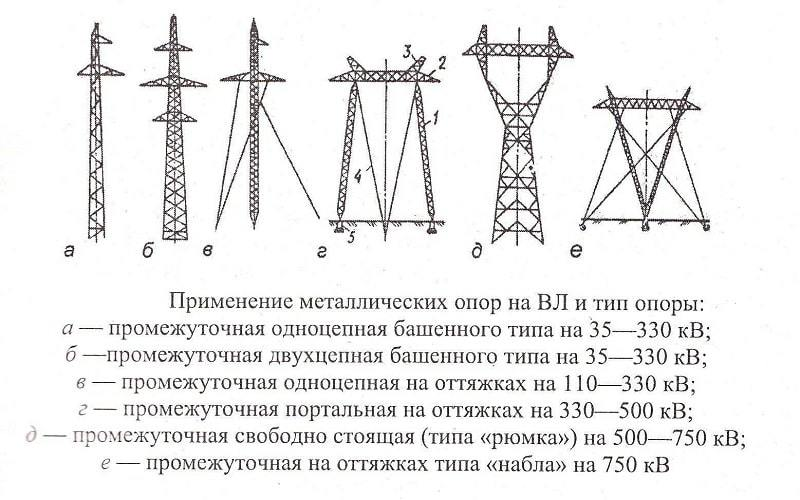 3
2
1
4
5
а б в г д е
Применение металлических опор на ВЛ и тип опоры:
а — промежуточная одноцепная башенного типа на 35—330 кВ;
б —промежуточная двухцепная башенного типа на 35—330 кВ;
в — промежуточная одноцепная на оттяжках на 110—330 кВ;
г — промежуточная портальная на оттяжках на 330—500 кВ;
д — промежуточная свободно стоящая (типа «рюмка») на 500—750 кВ;
е — промежуточная на оттяжках типа «набла» на 750 кВ